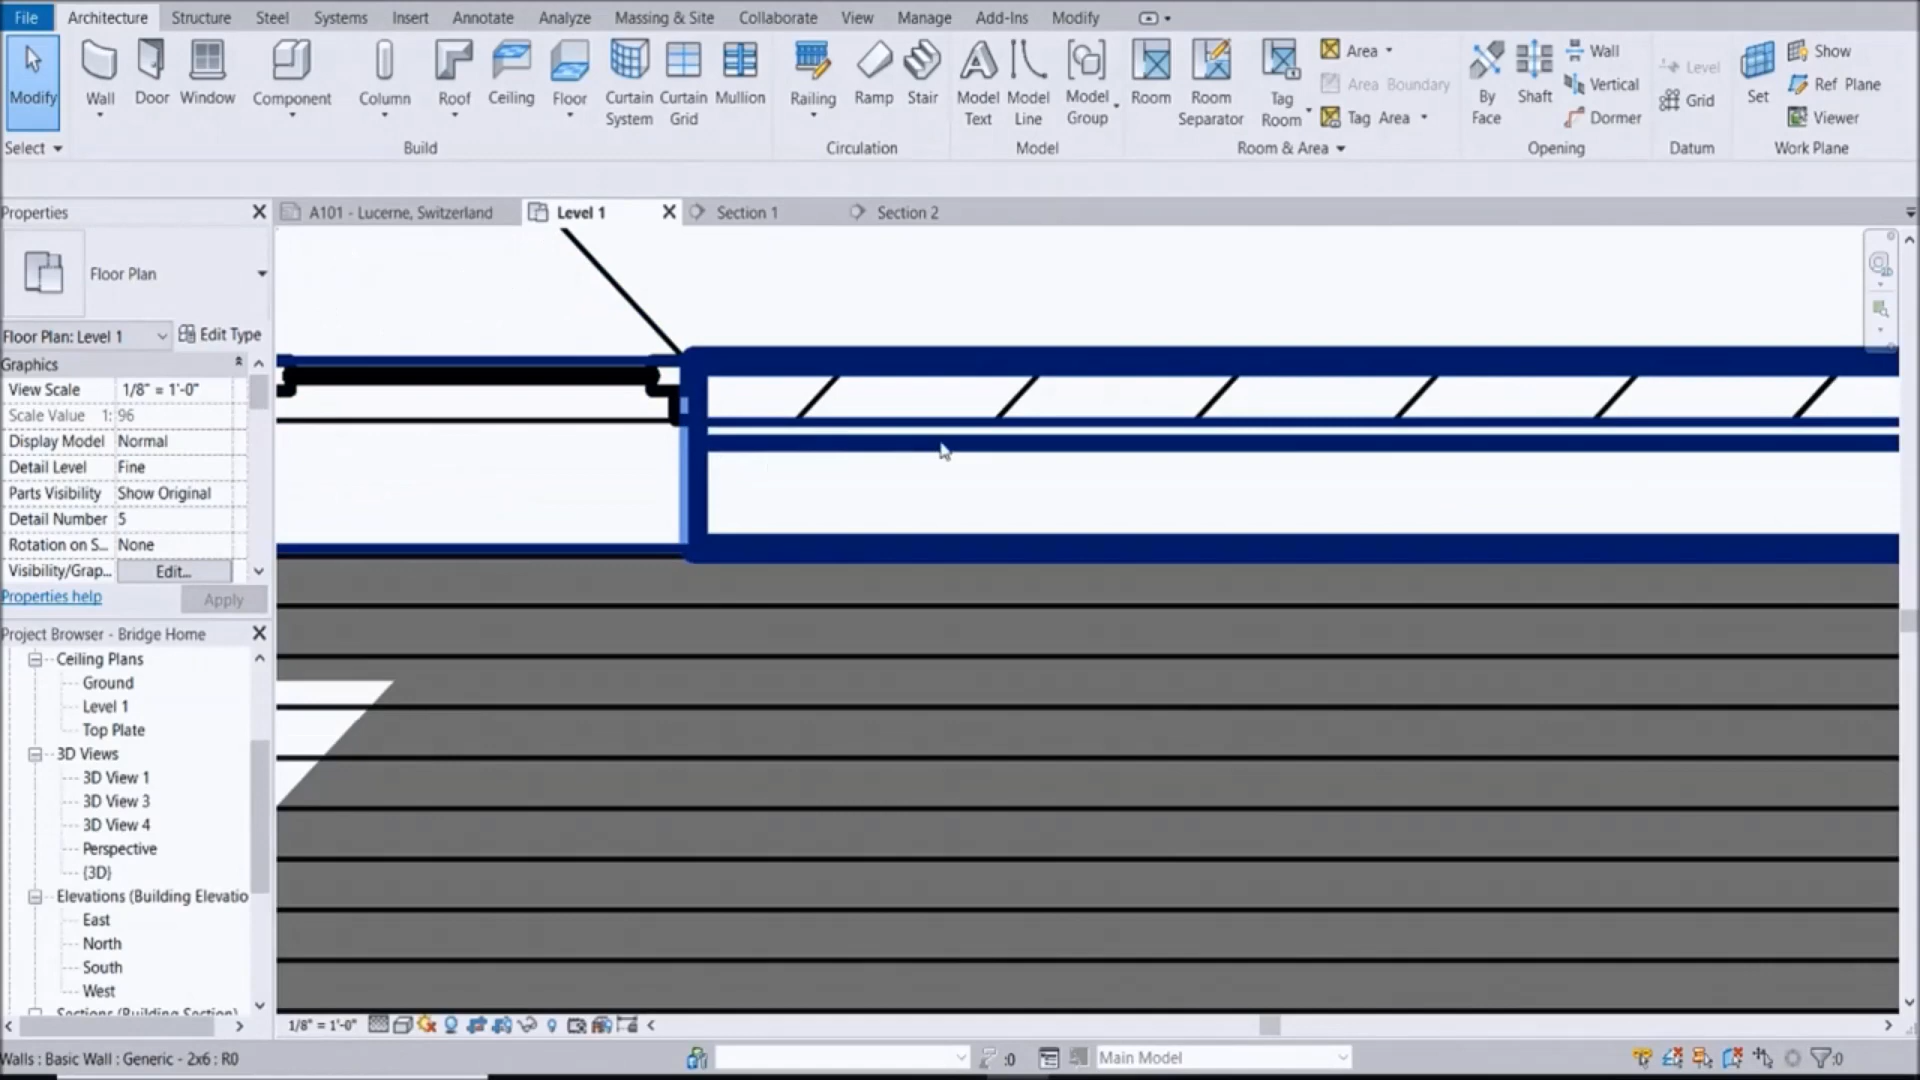 File Architecture Structure Steel Systems Insert Annotate Analyze Massing & Site Collaborate View Manage Add-Ins Modify
Modify Wall Door Window Component Column Roof Ceiling Floor Curtain System Curtain Grid Mullion Railing Ramp Stair Model Text Model Line Model Group Room Room Separator Tag Room Area Area Boundary Tag Area By Face Shaft Wall Vertical Dormer Level Grid Set Show Ref Plane Viewer
Select Build Circulation Model Room & Area Opening Datum Work Plane
Properties
A101 - Lucerne, Switzerland Level 1 Section 1 Section 2
Floor Plan
Floor Plan: Level 1 Edit Type
Graphics
View Scale 1/8" = 1'-0"
Scale Value 1: 96
Display Model Normal
Detail Level Fine
Parts Visibility Show Original
Detail Number 5
Rotation on S... None
Visibility/Grap... Edit...
Properties help Apply
Project Browser - Bridge Home
Ceiling Plans
Ground
Level 1
Top Plate
3D Views
3D View 1
3D View 3
3D View 4
Perspective
{3D}
Elevations (Building Elevatio
East
North
South
West
Sections (Building Section)
1/8" = 1'-0"
Walls : Basic Wall : Generic - 2x6 : R0
:0
Main Model
:0